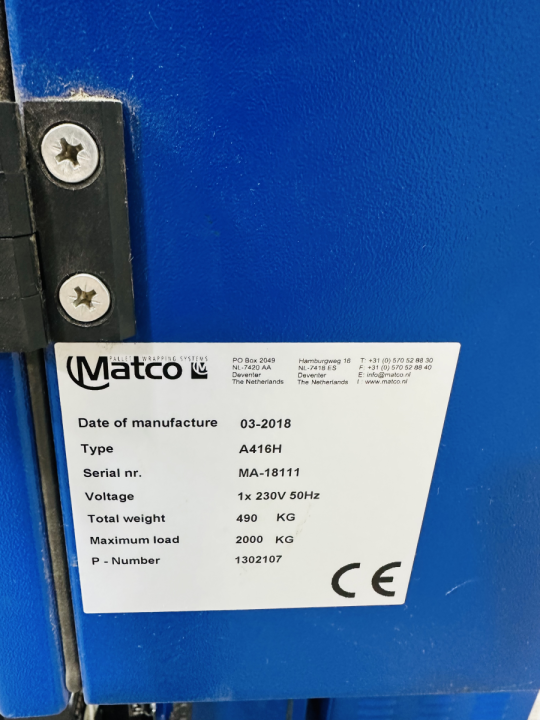 PALLET WRAPPING SYSTEMS
Matco M
PO Box 2049
NL-7420 AA
Deventer
The Netherlands
Hamburgweg 16
NL-7418 ES
Deventer
The Netherlands
T: +31 (0) 570 52 88 30
F: +31 (0) 570 52 88 40
E: info@matco.nl
I : www.matco.nl
Date of manufacture 03-2018
Type A416H
Serial nr. MA-18111
Voltage 1x 230V 50Hz
Total weight 490 KG
Maximum load 2000 KG
P - Number 1302107
CE